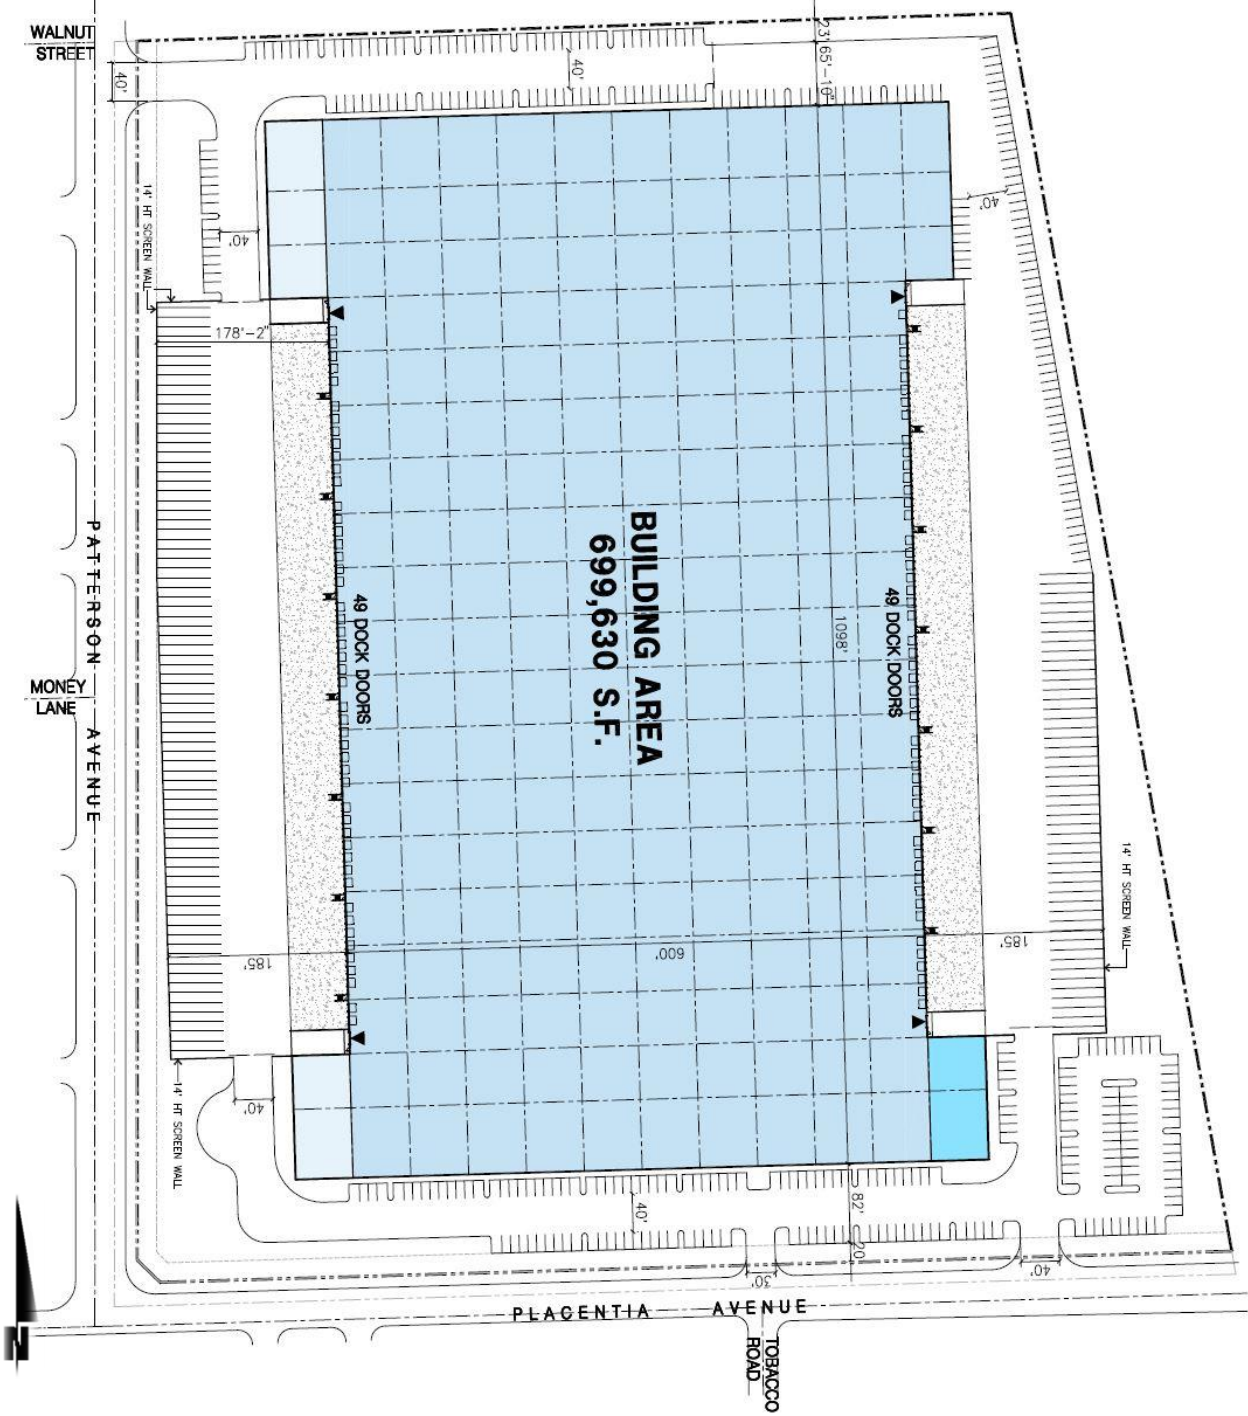 WALNUT
STREET
40'
23'
65'-10"
40'
40'
40'
14' HT SCREEN WALL
178'-2"
BUILDING AREA
699,630 S.F.
49 DOCK DOORS
49 DOCK DOORS
1098'
PATTERSON AVENUE
MONEY
LANE
14' HT SCREEN WALL
185'
600'
185'
40'
14' HT SCREEN WALL
40'
82'
20'
30'
40'
PLACENTIA AVENUE
TOBACCO
ROAD
N